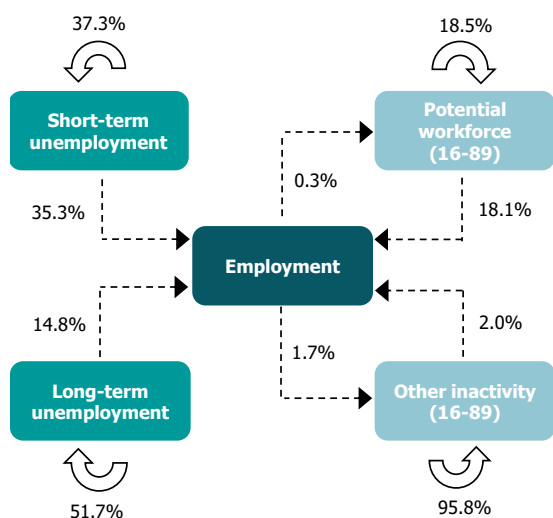 37.3%
18.5%
Short-term
unemployment
Potential
workforce
(16-89)
0.3%
35.3%
18.1%
Employment
14.8%
2.0%
1.7%
Long-term
unemployment
Other inactivity
(16-89)
51.7%
95.8%